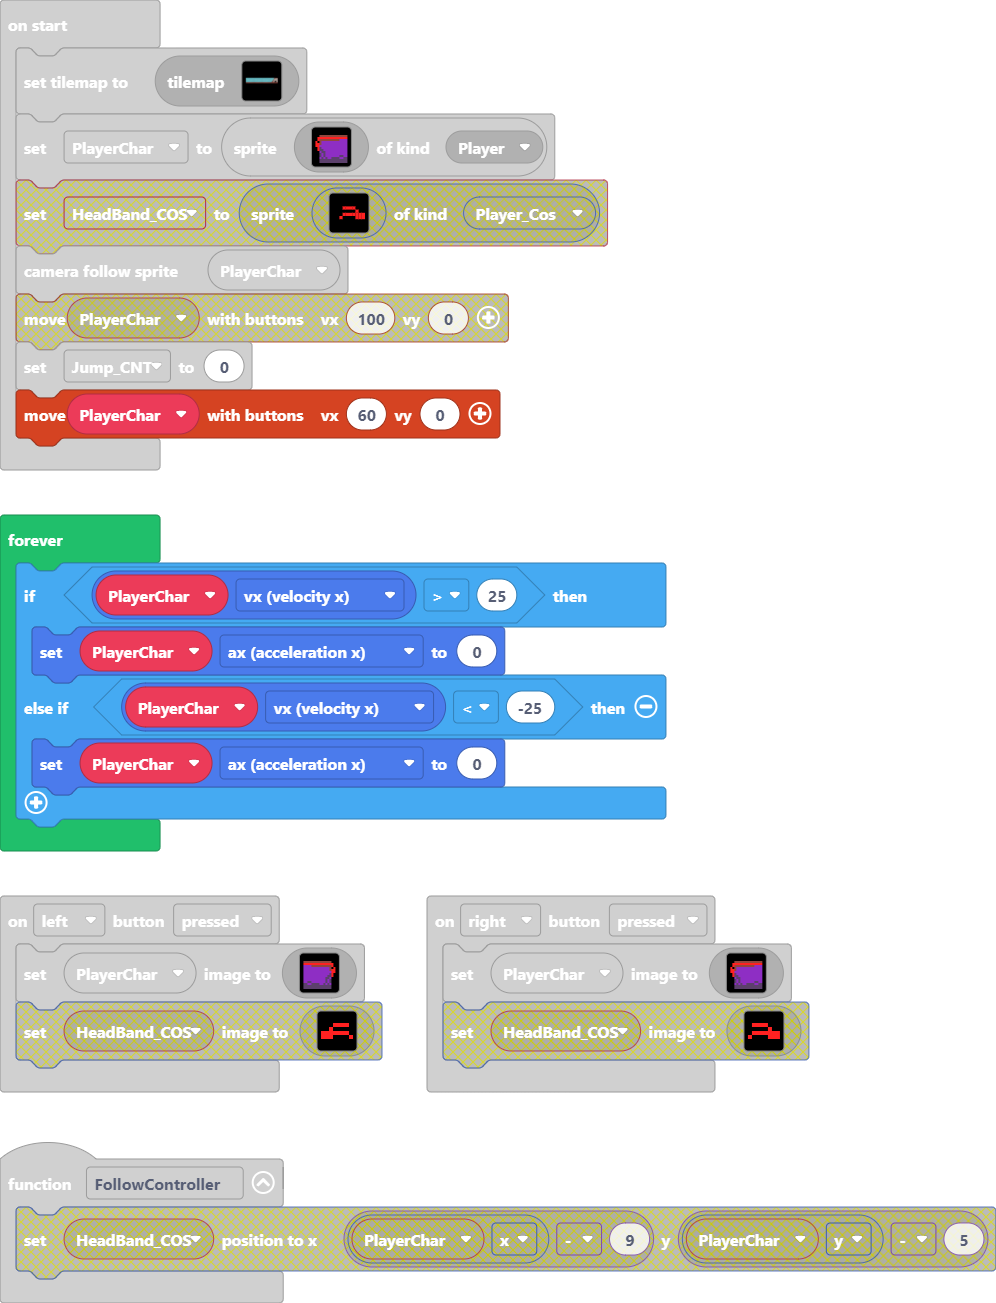 on start
set tilemap to tilemap
set PlayerChar to sprite of kind Player
set HeadBand_COS to sprite of kind Player_Cos
camera follow sprite PlayerChar
move PlayerChar with buttons vx 100 vy 0
set Jump_CNT to 0
move PlayerChar with buttons vx 60 vy 0
forever
if PlayerChar vx (velocity x) > 25 then
set PlayerChar ax (acceleration x) to 0
else if PlayerChar vx (velocity x) < -25 then
set PlayerChar ax (acceleration x) to 0
on left button pressed
set PlayerChar image to
set HeadBand_COS image to
on right button pressed
set PlayerChar image to
set HeadBand_COS image to
function FollowController
set HeadBand_COS position to x PlayerChar x - 9 y PlayerChar y - 5